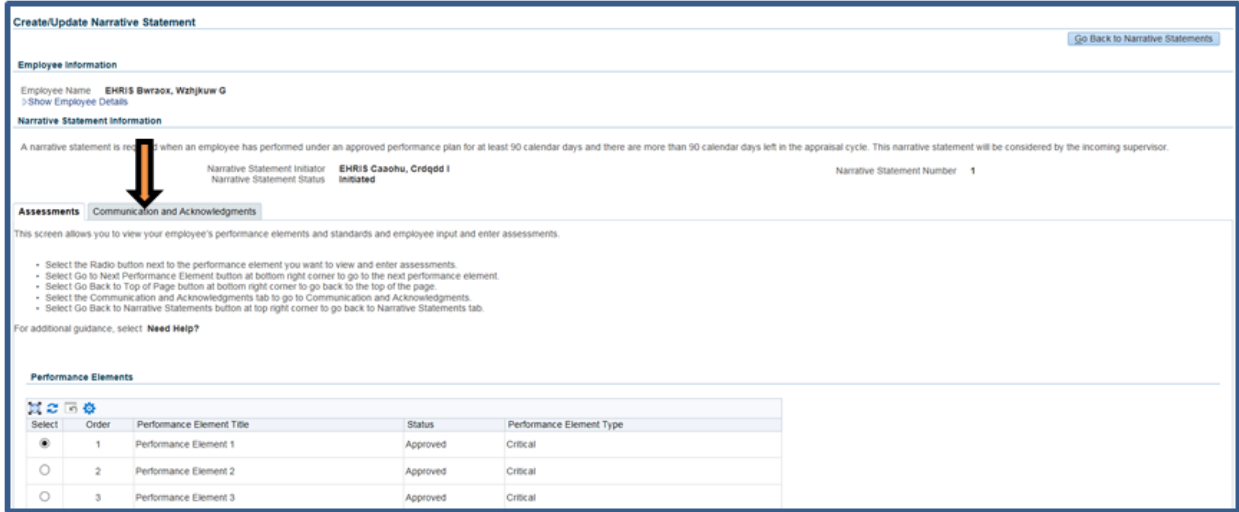 Create/Update Narrative Statement
Go Back to Narrative Statements
Employee Information
Employee Name EHRIS Bwraox, Wzhjkuw G
Show Employee Details
Narrative Statement Information
A narrative statement is when an employee has performed under an approved performance plan for at least 90 calendar days and there are more than 90 calendar days left in the appraisal cycle. This narrative statement will be considered by the incoming supervisor.
Narrative Statement Initiator EHRIS Caaohu, Crdqdd I
Narrative Statement Number 1
Narrative Statement Status Initiated
Assessments Communication and Acknowledgments
This screen allows you to view your employee's performance elements and standards and employee input and enter assessments.
• Select the Radio button next to the performance element you want to view and enter assessments.
• Select Go to Next Performance Element button at bottom right corner to go to the next performance element.
• Select Go Back to Top of Page button at bottom right corner to go back to the top of the page.
• Select the Communication and Acknowledgments tab to go to Communication and Acknowledgments.
• Select Go Back to Narrative Statements button at top right corner to go back to Narrative Statements tab.
For additional guidance, select Need Help?
Performance Elements
Select Order Performance Element Title Status Performance Element Type
1 Performance Element 1 Approved Critical
2 Performance Element 2 Approved Critical
3 Performance Element 3 Approved Critical